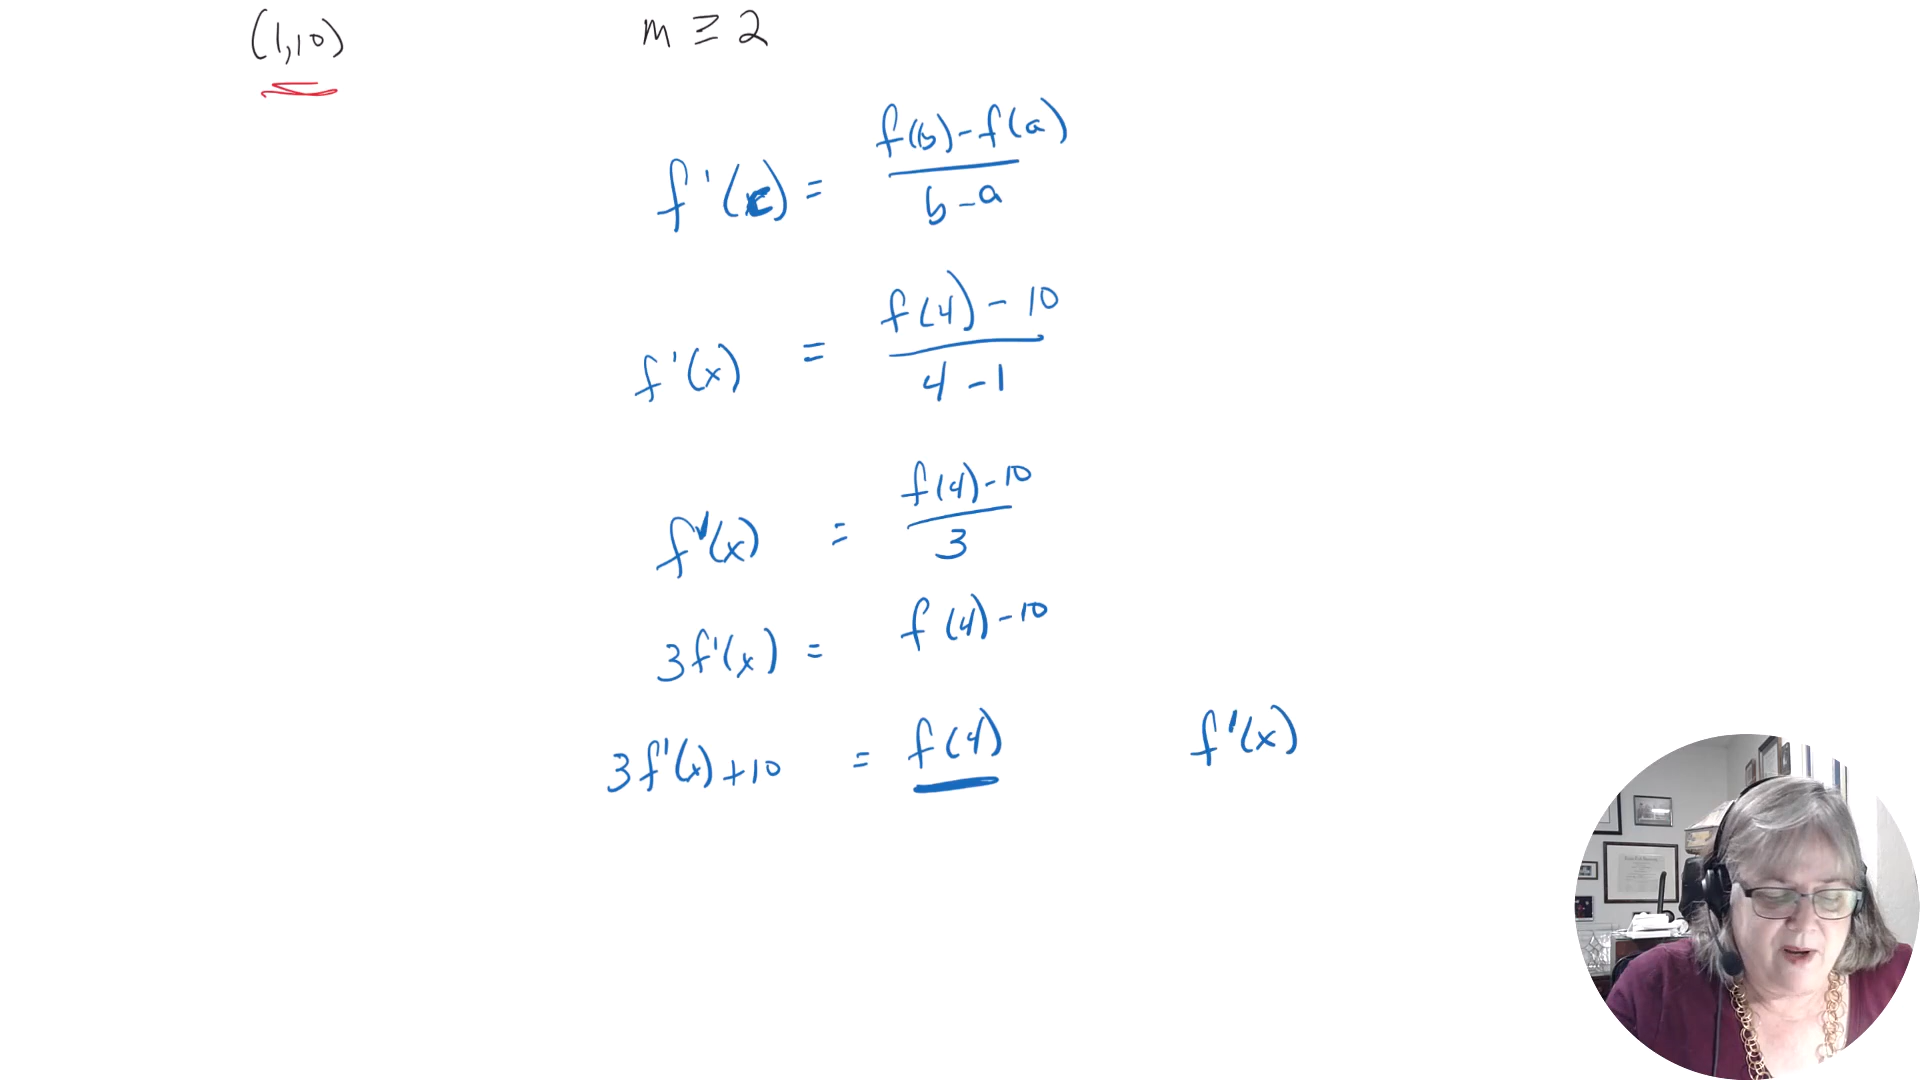 (1,10)
m ≥ 2
f'(c) = f(b)-f(a) / b-a
f'(x) = f(4) - 10 / 4-1
f'(x) = f(4)-10 / 3
3f'(x) = f(4)-10
3f'(x)+10 = f(4)
f'(x)